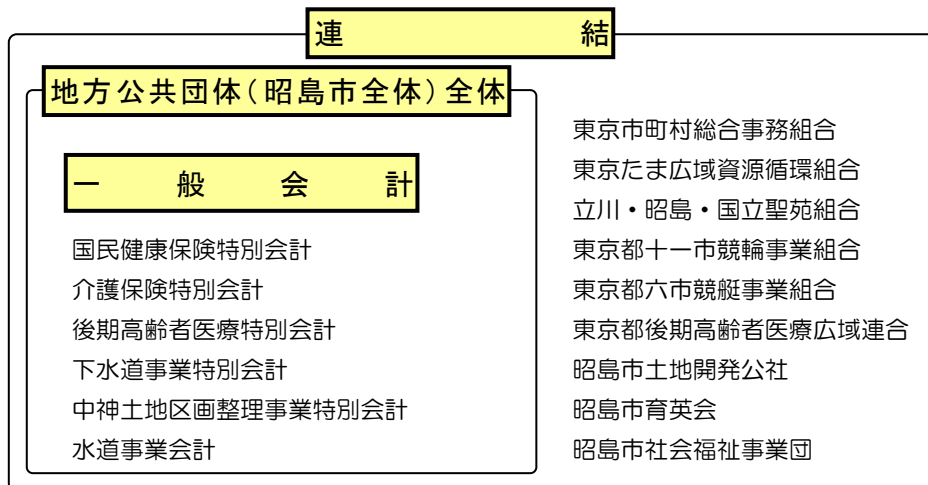 連結
地方公共団体(昭島市全体)全体
一般会計
国民健康保険特別会計
介護保険特別会計
後期高齢者医療特別会計
下水道事業特別会計
中神土地区画整理事業特別会計
水道事業会計
東京市町村総合事務組合
東京たま広域資源循環組合
立川・昭島・国立聖苑組合
東京都十一市競輪事業組合
東京都六市競艇事業組合
東京都後期高齢者医療広域連合
昭島市土地開発公社
昭島市育英会
昭島市社会福祉事業団